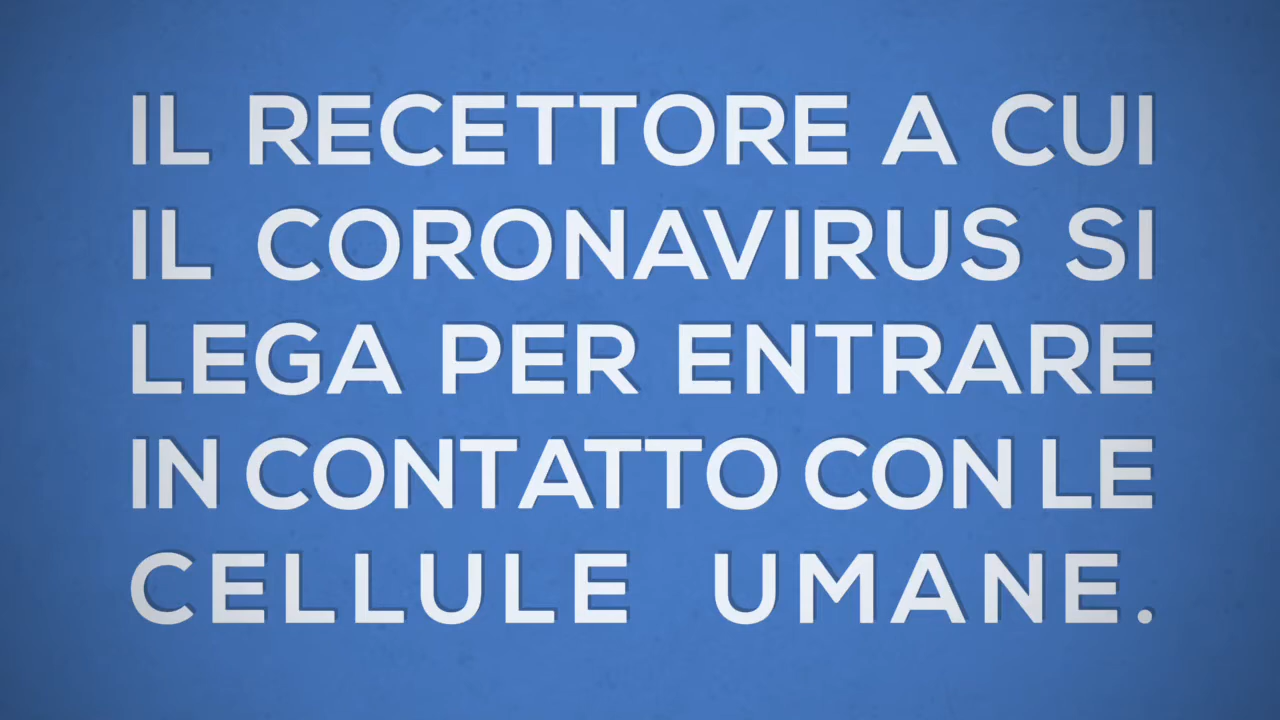 IL RECETTORE A CUI
IL CORONAVIRUS SI
LEGA PER ENTRARE
IN CONTATTO CON LE
CELLULE UMANE.